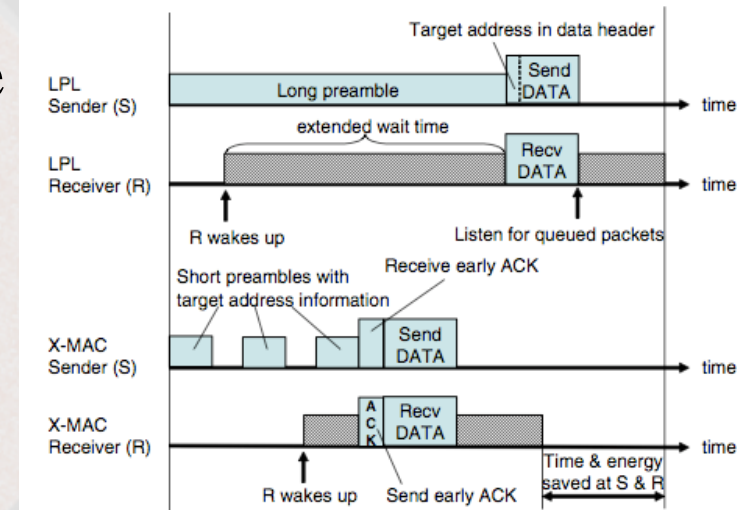 e
Target address in data header
LPL
Sender (S)
Long preamble
Send
DATA
time
extended wait time
LPL
Receiver (R)
Recv
DATA
time
R wakes up
Listen for queued packets
Short preambles with
target address information
Receive early ACK
X-MAC
Sender (S)
Send
DATA
time
X-MAC
Receiver (R)
A
C
K
Recv
DATA
time
Time & energy
saved at S & R
R wakes up
Send early ACK